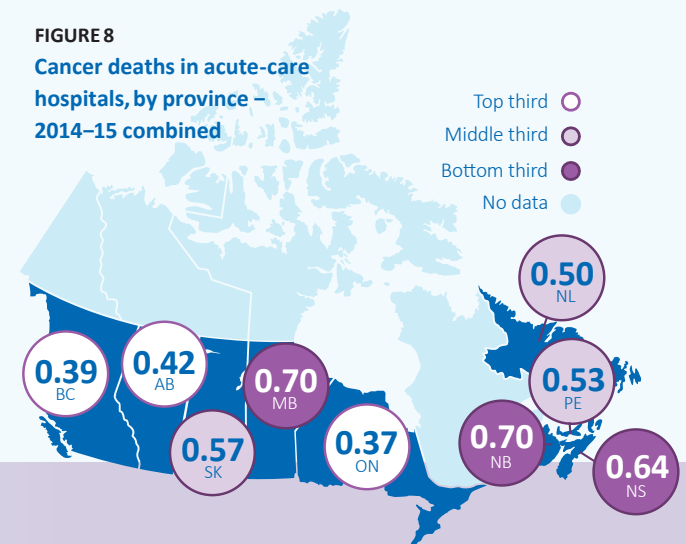 FIGURE 8
Cancer deaths in acute-care
hospitals, by province –
2014–15 combined
Top third
Middle third
Bottom third
No data
0.50
NL
0.39
BC
0.42
AB
0.70
MB
0.53
PE
0.57
SK
0.37
ON
0.70
NB
0.64
NS